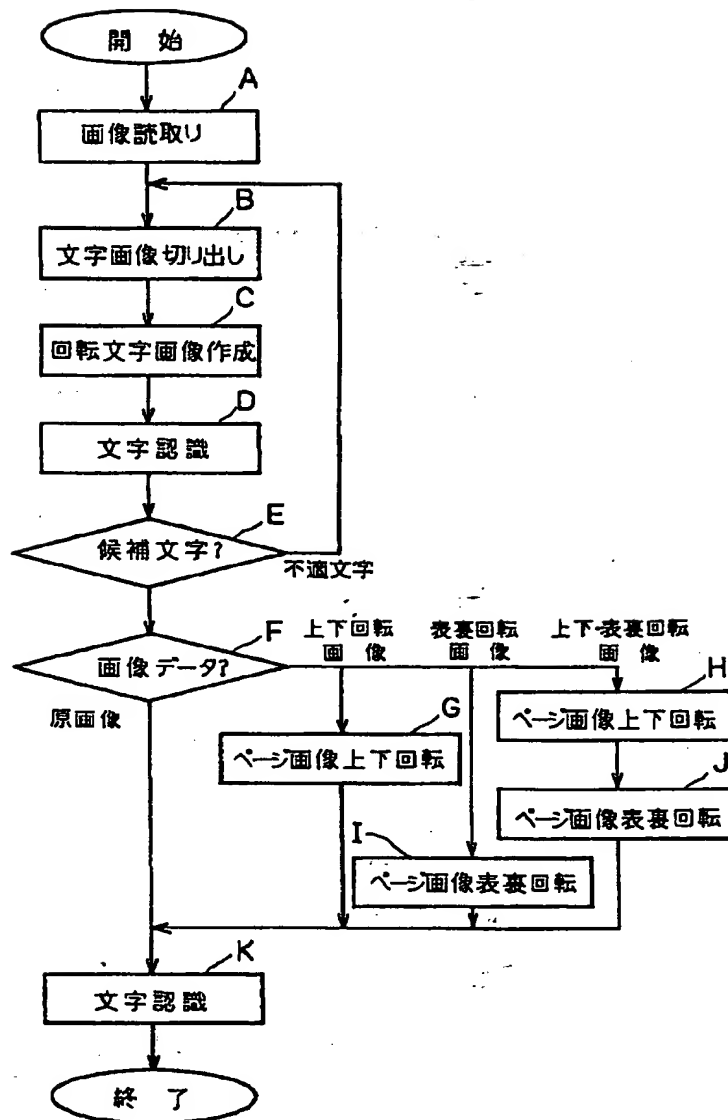 開 始
A
画像読取り
B
文字画像切り出し
C
回転文字画像作成
D
文字認識
E
候補文字?
不適文字
F
画像データ?
原画像
上下回転
画 像
表裏回転
画 像
上下・表裏回転
画 像
G
ページ画像上下回転
H
ページ画像上下回転
I
ページ画像表裏回転
J
ページ画像表裏回転
K
文字認識
終 了